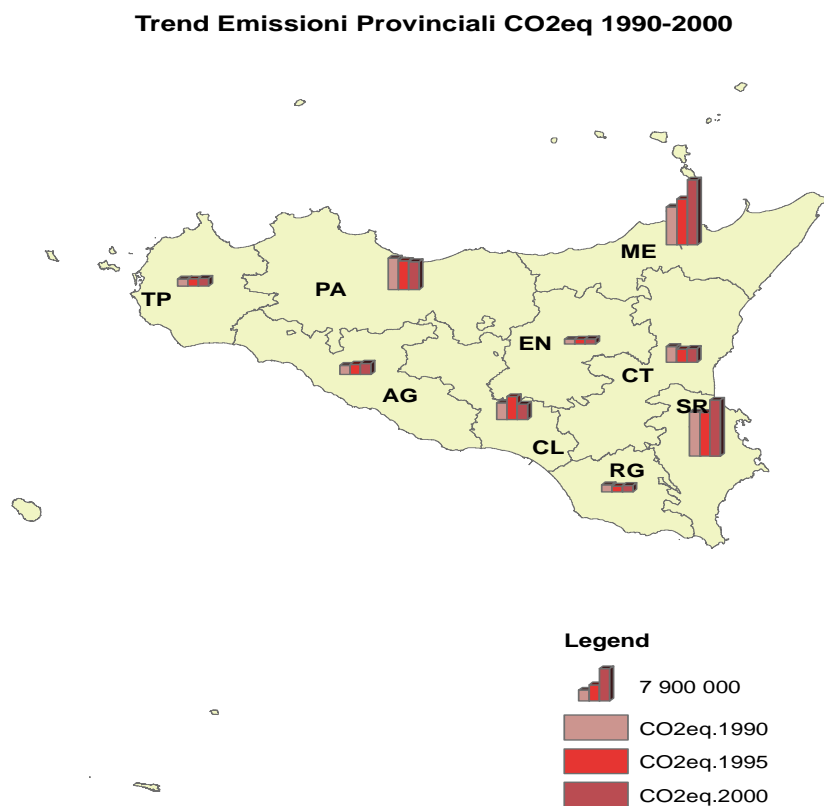 Trend Emissioni Provinciali CO2eq 1990-2000
ME
TP
PA
EN
CT
AG
SR
CL
RG
Legend
7 900 000
CO2eq.1990
CO2eq.1995
CO2eq.2000